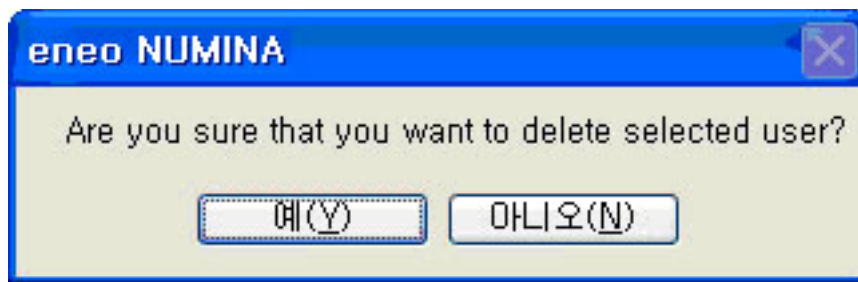 eneo NUMINA
Are you sure that you want to delete selected user?
예(Y) 아니오(N)